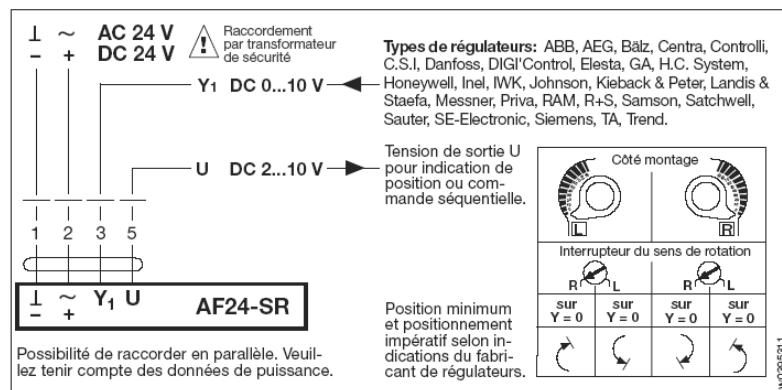 ⊥ ~ AC 24 V
– + DC 24 V
Raccordement
par transformateur
de sécurité
Y1 DC 0...10 V
U DC 2...10 V
1 2 3 5
⊥ ~ Y1 U
– +
AF24-SR
Possibilité de raccorder en parallèle. Veuil-
lez tenir compte des données de puissance.
Types de régulateurs: ABB, AEG, Bälz, Centra, Controlli,
C.S.I, Danfoss, DIGI'Control, Elesta, GA, H.C. System,
Honeywell, Inel, IWK, Johnson, Kieback & Peter, Landis &
Staefa, Messner, Priva, RAM, R+S, Samson, Satchwell,
Sauter, SE-Electronic, Siemens, TA, Trend.
Tension de sortie U
pour indication de
position ou com-
mande séquentielle.
Position minimum
et positionnement
impératif selon in-
dications du fabri-
cant de régulateurs.
Côté montage
L R
Interrupteur du sens de rotation
R L R L
sur sur sur sur
Y = 0 Y = 0 Y = 0 Y = 0